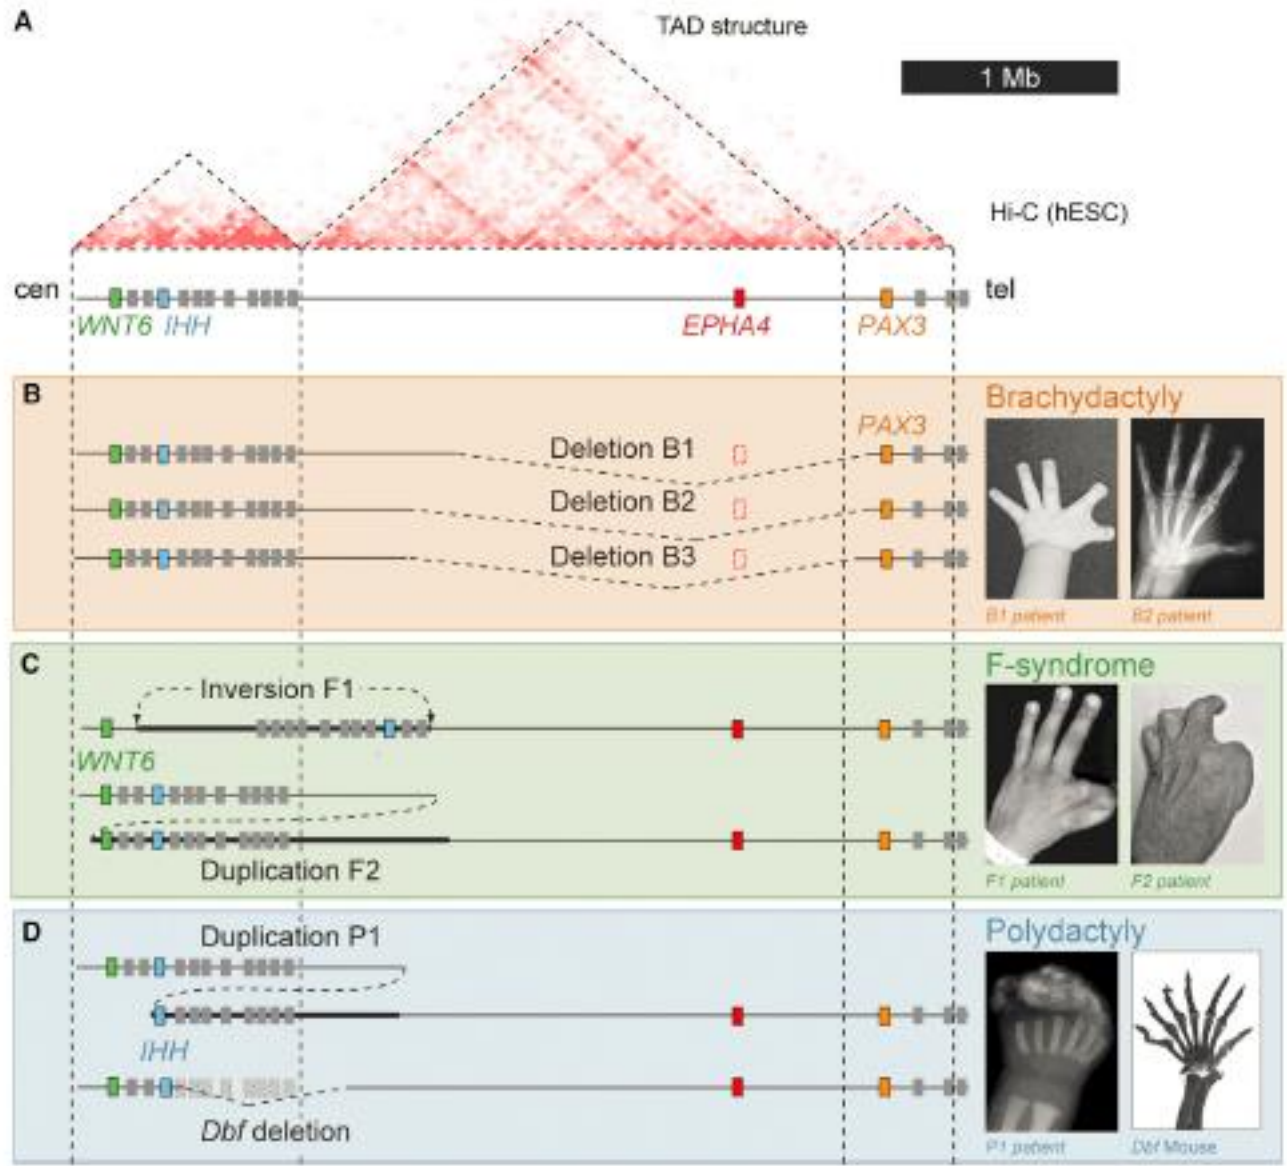 A
TAD structure
1 Mb
Hi-C (hESC)
cen
tel
WNT6 IHH
EPHA4
PAX3
B
Brachydactyly
PAX3
Deletion B1
Deletion B2
Deletion B3
B1 patient
B2 patient
C
F-syndrome
Inversion F1
WNT6
Duplication F2
F1 patient
F2 patient
D
Polydactyly
Duplication P1
IHH
Dbf deletion
P1 patient
Dbf Mouse